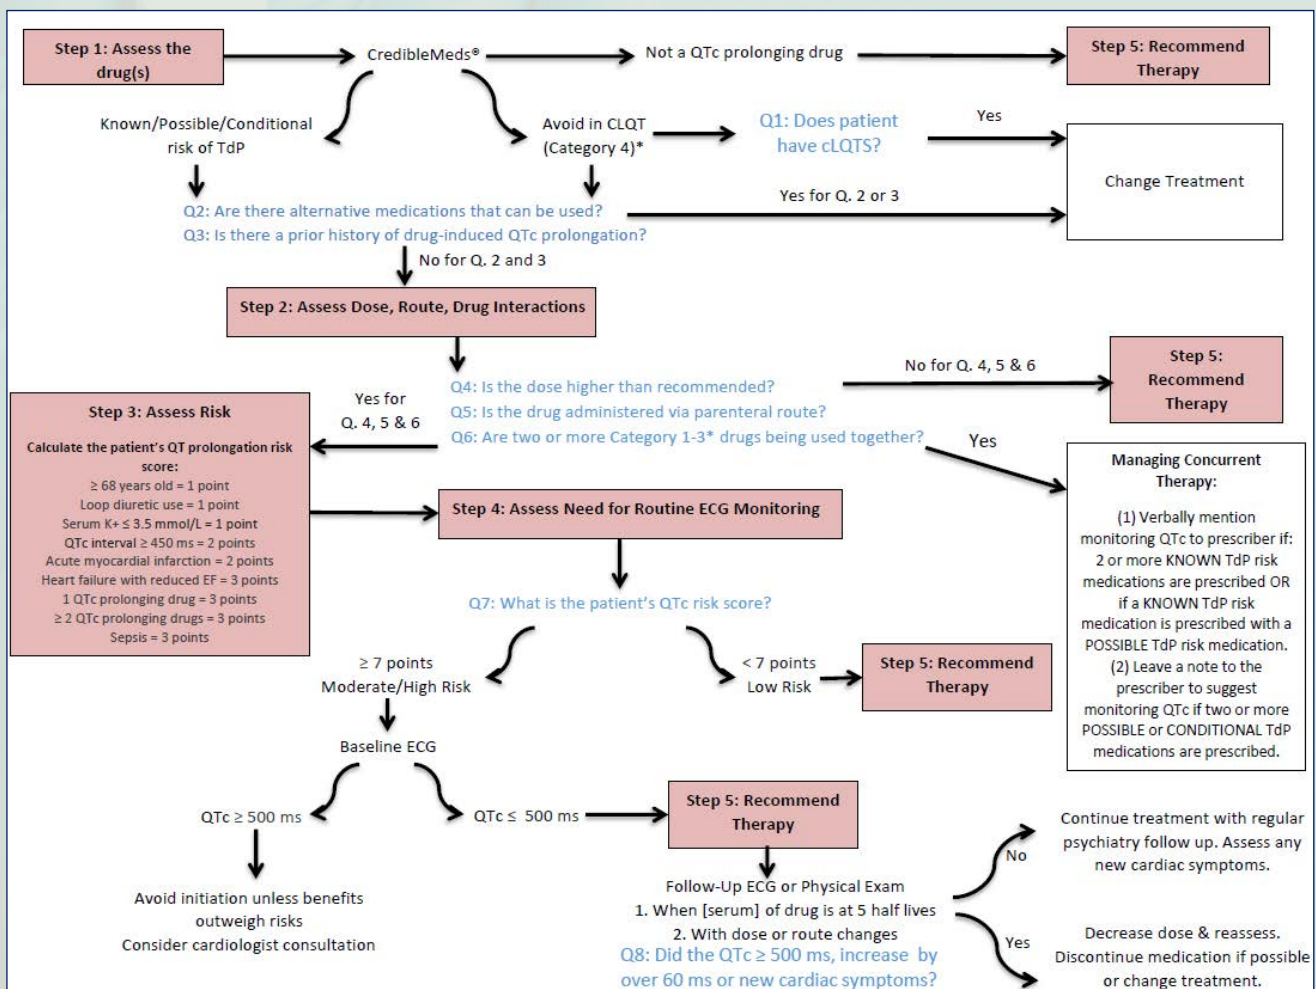 Step 1: Assess the
drug(s)
CredibleMeds®
Not a QTc prolonging drug
Step 5: Recommend
Therapy
Known/Possible/Conditional
risk of TdP
Avoid in CLQT
(Category 4)*
Q1: Does patient
have cLQTS?
Yes
Change Treatment
Q2: Are there alternative medications that can be used?
Q3: Is there a prior history of drug-induced QTc prolongation?
Yes for Q. 2 or 3
No for Q. 2 and 3
Step 2: Assess Dose, Route, Drug Interactions
Q4: Is the dose higher than recommended?
Q5: Is the drug administered via parenteral route?
Q6: Are two or more Category 1-3* drugs being used together?
No for Q. 4, 5 & 6
Step 5:
Recommend
Therapy
Yes for
Q. 4, 5 & 6
Yes
Step 3: Assess Risk
Calculate the patient's QT prolongation risk
score:
≥ 68 years old = 1 point
Loop diuretic use = 1 point
Serum K+ ≤ 3.5 mmol/L = 1 point
QTc interval ≥ 450 ms = 2 points
Acute myocardial infarction = 2 points
Heart failure with reduced EF = 3 points
1 QTc prolonging drug = 3 points
≥ 2 QTc prolonging drugs = 3 points
Sepsis = 3 points
Managing Concurrent
Therapy:
(1) Verbally mention
monitoring QTc to prescriber if:
2 or more KNOWN TdP risk
medications are prescribed OR
if a KNOWN TdP risk
medication is prescribed with a
POSSIBLE TdP risk medication.
(2) Leave a note to the
prescriber to suggest
monitoring QTc if two or more
POSSIBLE or CONDITIONAL TdP
medications are prescribed.
Step 4: Assess Need for Routine ECG Monitoring
Q7: What is the patient's QTc risk score?
≥ 7 points
Moderate/High Risk
< 7 points
Low Risk
Step 5: Recommend
Therapy
Baseline ECG
QTc ≥ 500 ms
QTc ≤ 500 ms
Step 5: Recommend
Therapy
Avoid initiation unless benefits
outweigh risks
Consider cardiologist consultation
Follow-Up ECG or Physical Exam
1. When [serum] of drug is at 5 half lives
2. With dose or route changes
Q8: Did the QTc ≥ 500 ms, increase by
over 60 ms or new cardiac symptoms?
No
Continue treatment with regular
psychiatry follow up. Assess any
new cardiac symptoms.
Yes
Decrease dose & reassess.
Discontinue medication if possible
or change treatment.